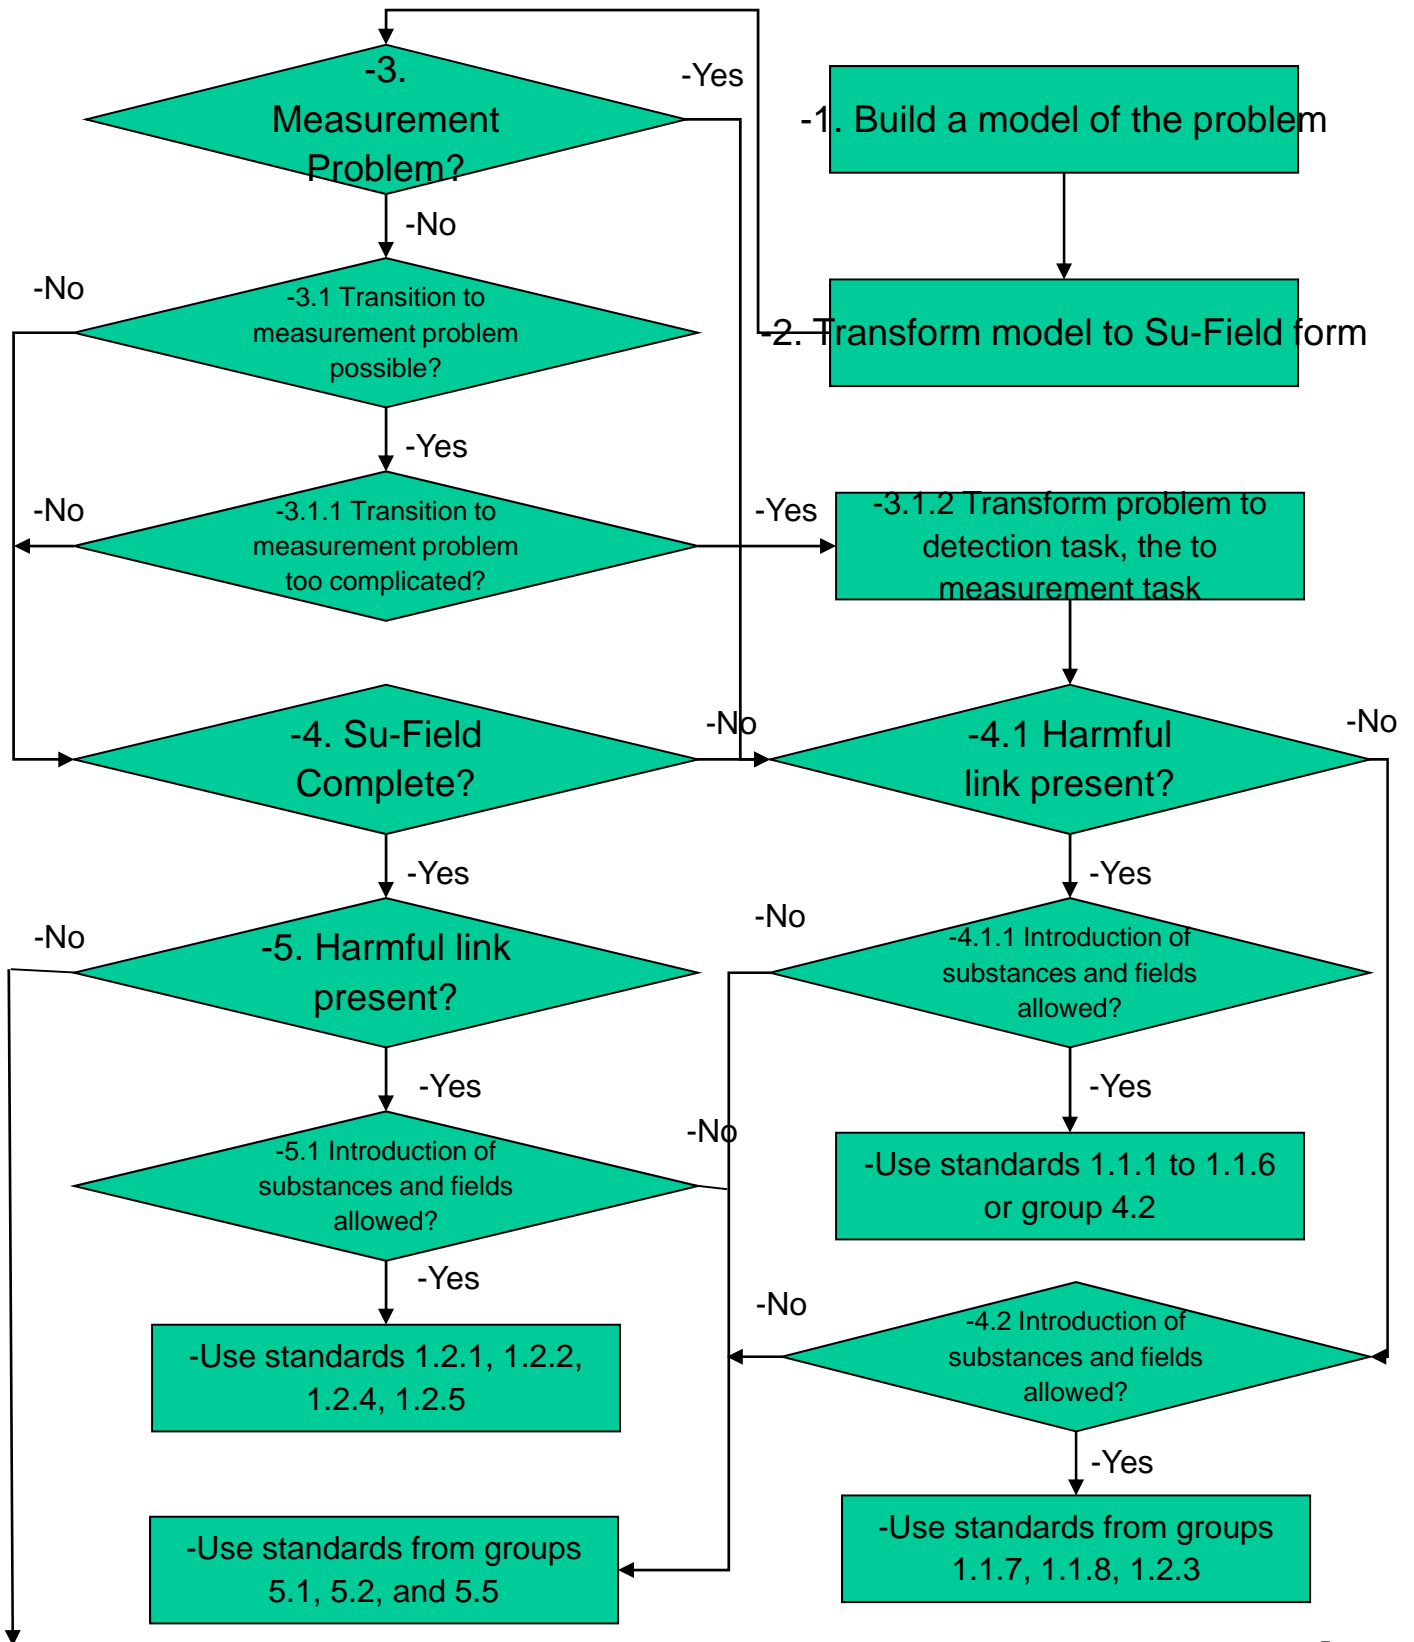 -3.
Measurement
Problem?
-Yes
-1. Build a model of the problem
-No
-No
-3.1 Transition to
measurement problem
possible?
-2. Transform model to Su-Field form
-Yes
-No
-3.1.1 Transition to
measurement problem
too complicated?
-Yes
-3.1.2 Transform problem to
detection task, the to
measurement task
-4. Su-Field
Complete?
-No
-4.1 Harmful
link present?
-No
-Yes
-Yes
-No
-5. Harmful link
present?
-No
-4.1.1 Introduction of
substances and fields
allowed?
-Yes
-Yes
-5.1 Introduction of
substances and fields
allowed?
-No
-Use standards 1.1.1 to 1.1.6
or group 4.2
-Yes
-No
-4.2 Introduction of
substances and fields
allowed?
-Use standards 1.2.1, 1.2.2,
1.2.4, 1.2.5
-Yes
-Use standards from groups
5.1, 5.2, and 5.5
-Use standards from groups
1.1.7, 1.1.8, 1.2.3